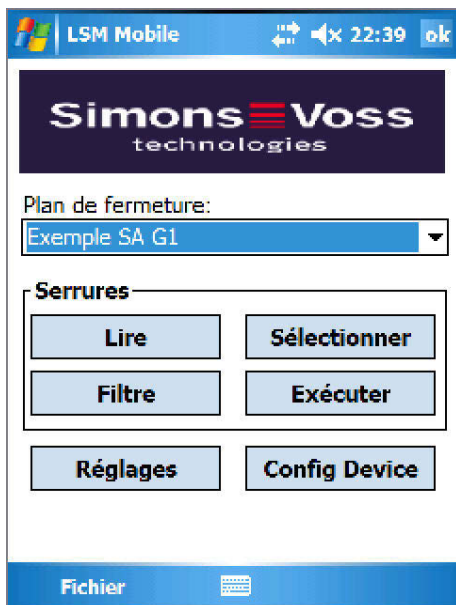 LSM Mobile 22:39 ok
Simons Voss
technologies
Plan de fermeture:
Exemple SA G1
Serrures
Lire Sélectionner
Filtre Exécuter
Réglages Config Device
Fichier